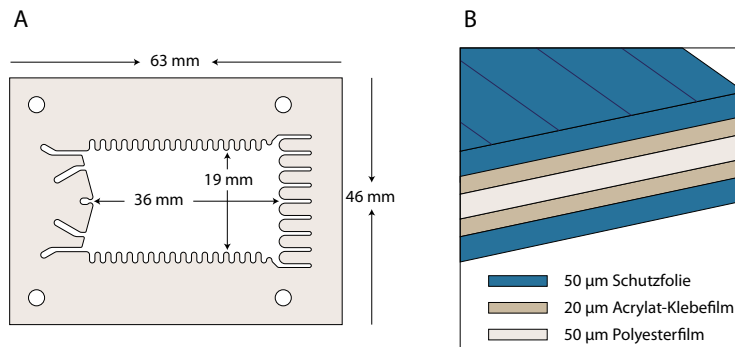 A
63 mm
19 mm
36 mm
46 mm
B
50 µm Schutzfolie
20 µm Acrylat-Klebefilm
50 µm Polyesterfilm